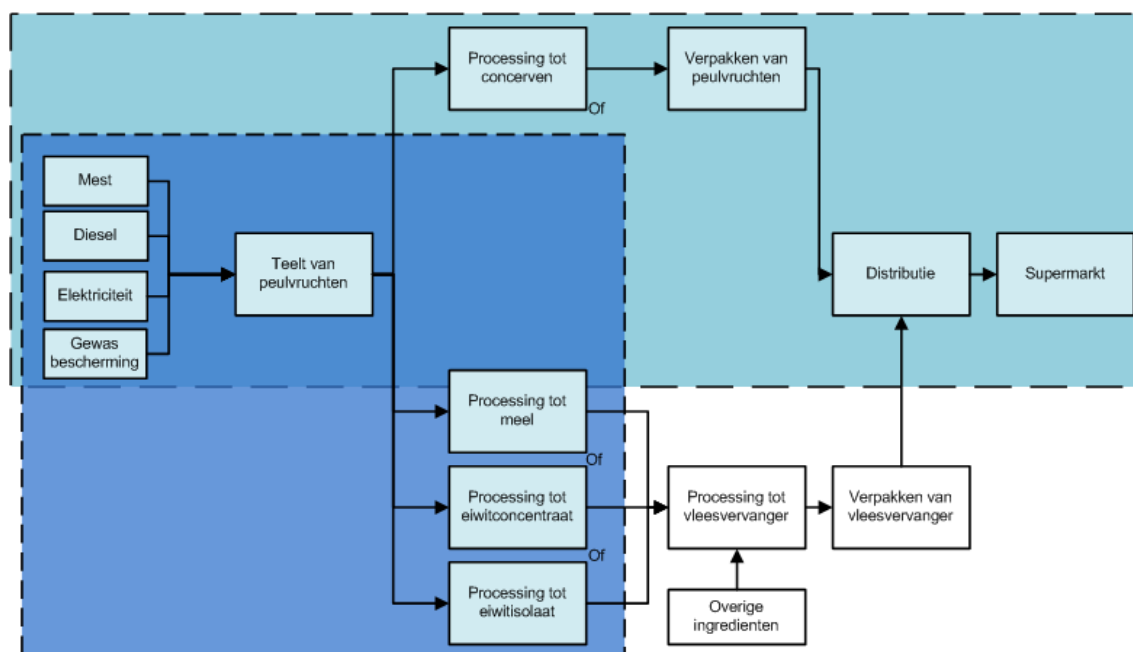 Processing tot
concerven
Of
Verpakken van
peulvruchten
Mest
Diesel
Elektriciteit
Gewas
bescherming
Teelt van
peulvruchten
Distributie
Supermarkt
Processing tot
meel
Of
Processing tot
eiwitconcentraat
Of
Processing tot
eiwitisolaat
Processing tot
vleesvervanger
Verpakken van
vleesvervanger
Overige
ingredienten